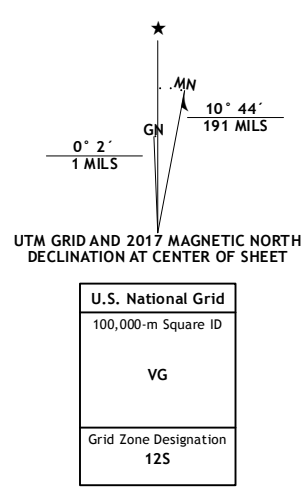 MN
10° 44´
191 MILS
GN
0° 2´
1 MILS
UTM GRID AND 2017 MAGNETIC NORTH
DECLINATION AT CENTER OF SHEET
U.S. National Grid
100,000-m Square ID
VG
Grid Zone Designation
12S